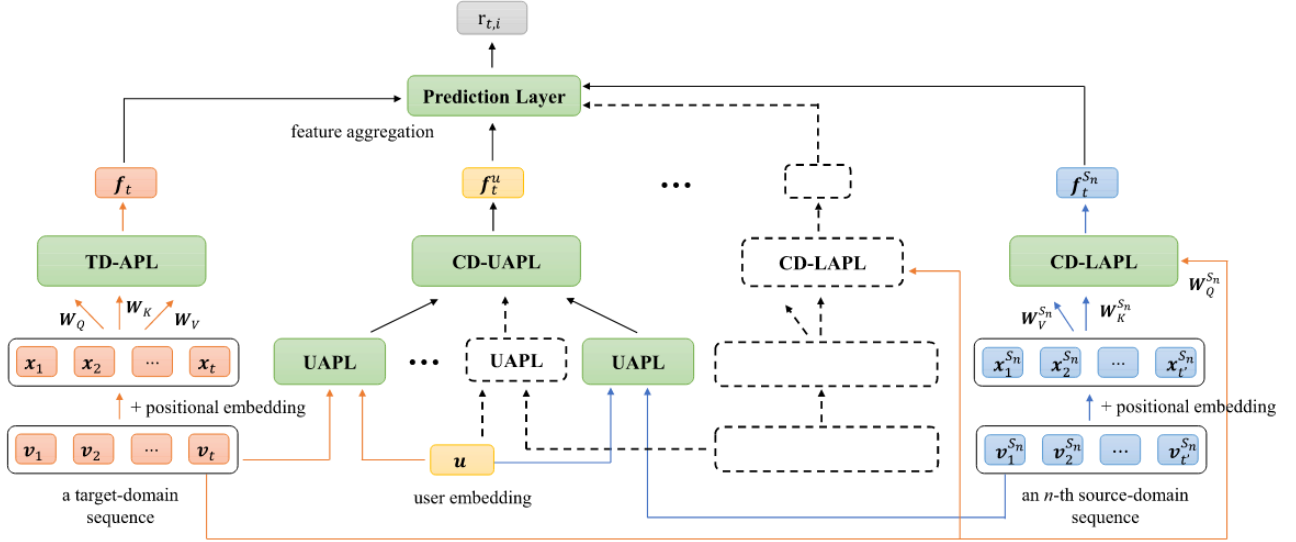 r_{t,i}
Prediction Layer
feature aggregation
f_t
f_t^u
...
f_t^{S_n}
TD-APL
CD-UAPL
CD-LAPL
CD-LAPL
W_Q W_K W_V
W_V^{S_n} W_K^{S_n} W_Q^{S_n}
x_1 x_2 ... x_t
UAPL
...
UAPL
UAPL
x_1^{S_n} x_2^{S_n} ... x_{t'}^{S_n}
+ positional embedding
+ positional embedding
v_1 v_2 ... v_t
u
v_1^{S_n} v_2^{S_n} ... v_{t'}^{S_n}
a target-domain
sequence
user embedding
an n-th source-domain
sequence